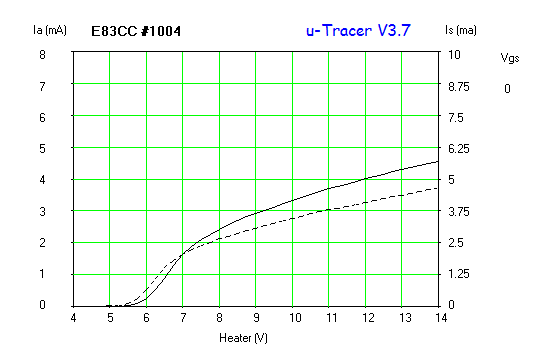 Ia (mA) E83CC #1004 u-Tracer V3.7 Is (ma)
8 10 Vgs
7 8.75 0
6 7.5
5 6.25
4 5
3 3.75
2 2.5
1 1.25
0 0
4 5 6 7 8 9 10 11 12 13 14
Heater (V)